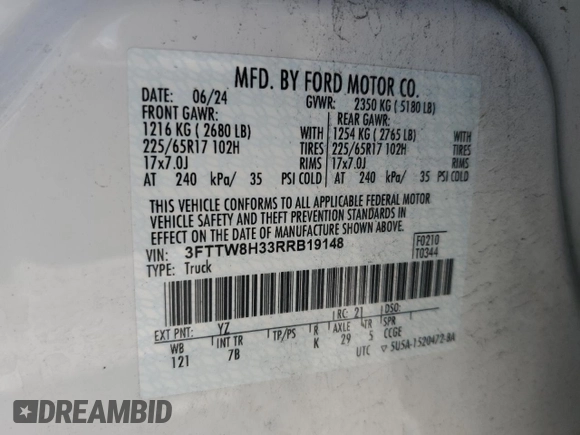 MFD. BY FORD MOTOR CO.
DATE: 06/24 GVWR: 2350 KG ( 5180 LB)
FRONT GAWR: REAR GAWR:
1216 KG ( 2680 LB) WITH 1254 KG ( 2765 LB) WITH
225/65R17 102H TIRES 225/65R17 102H TIRES
17x7.0J RIMS 17x7.0J RIMS
AT 240 kPa/ 35 PSI COLD AT 240 kPa/ 35 PSI COLD
THIS VEHICLE CONFORMS TO ALL APPLICABLE FEDERAL MOTOR
VEHICLE SAFETY AND THEFT PREVENTION STANDARDS IN
EFFECT ON THE DATE OF MANUFACTURE SHOWN ABOVE.
VIN: 3FTTW8H33RRB19148 F0210
TYPE: Truck T0344
EXT PNT: YZ RC: 21 DSO:
WB INT TR TP/PS R AXLE TR SPR
121 7B K 29 5 CCGE
UTC 5U5A-1520472-BA
DREAMBID